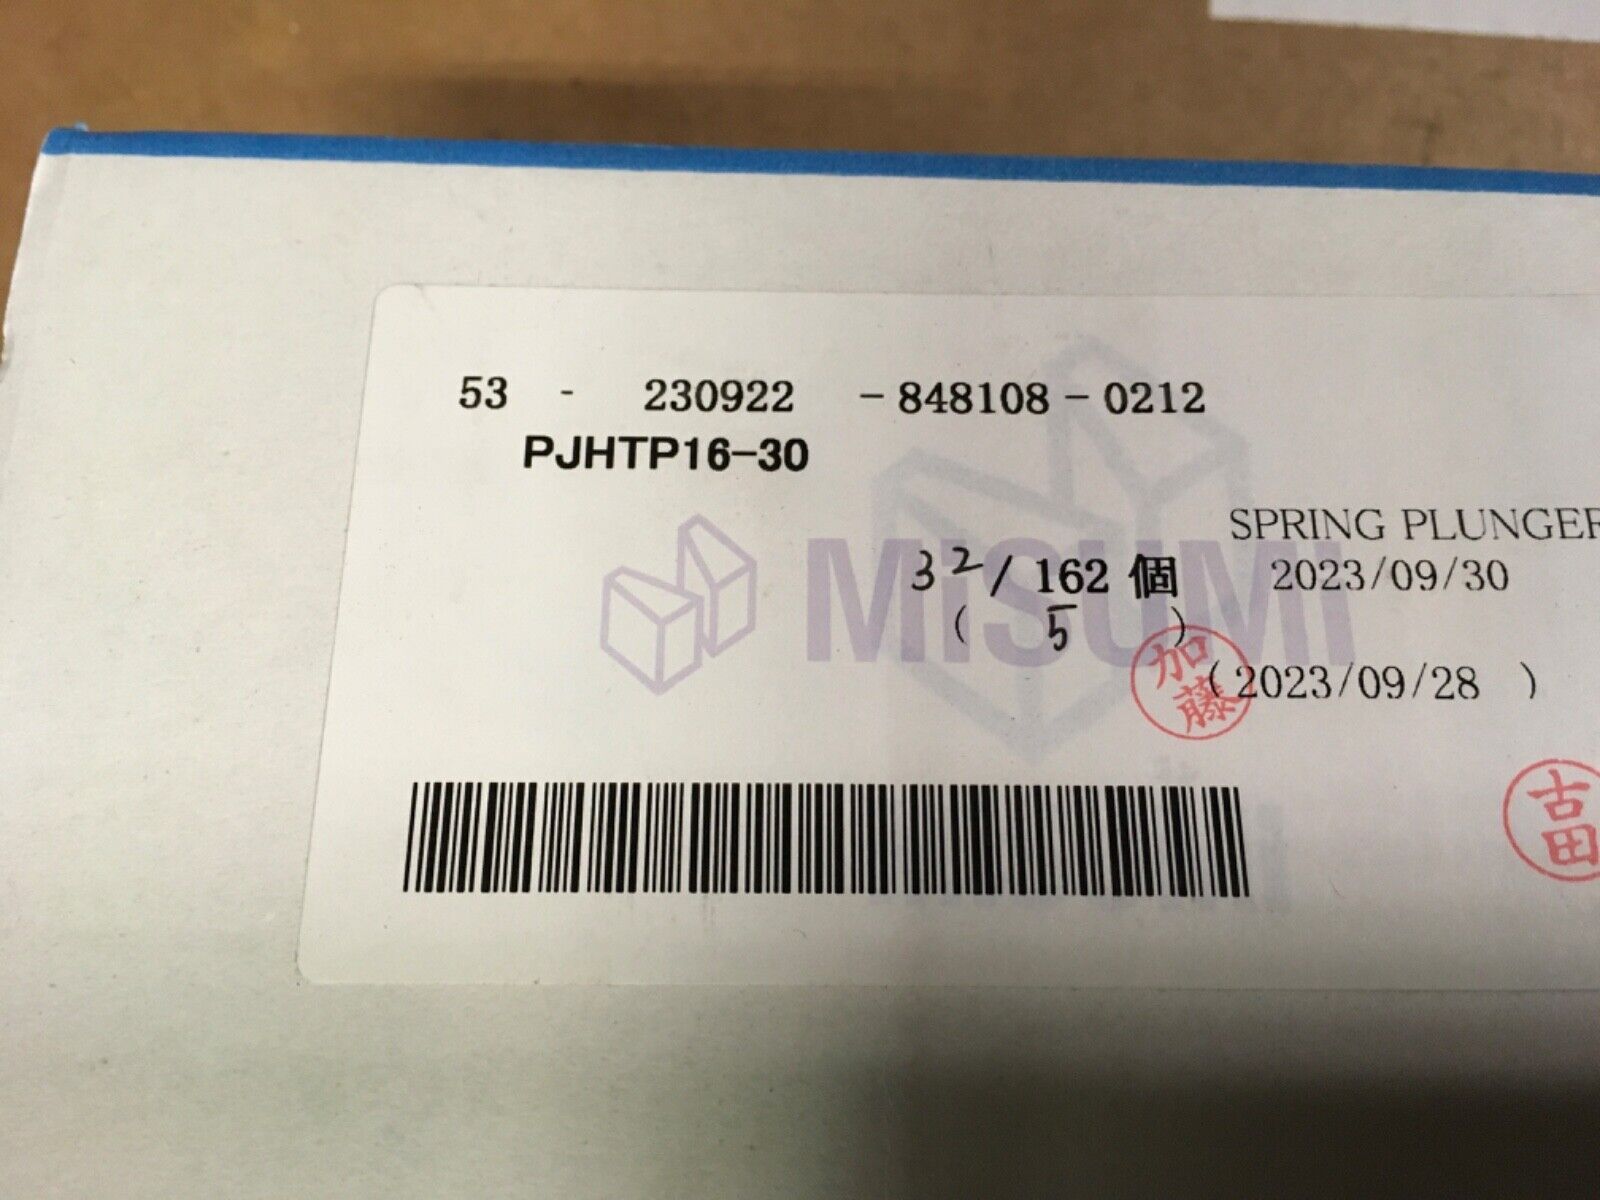 53 - 230922 -848108-0212
PJHTP16-30
SPRING PLUNGER
MiSUMi
32/162 個
2023/09/30
( 5 )
(2023/09/28 )
加藤
吉田